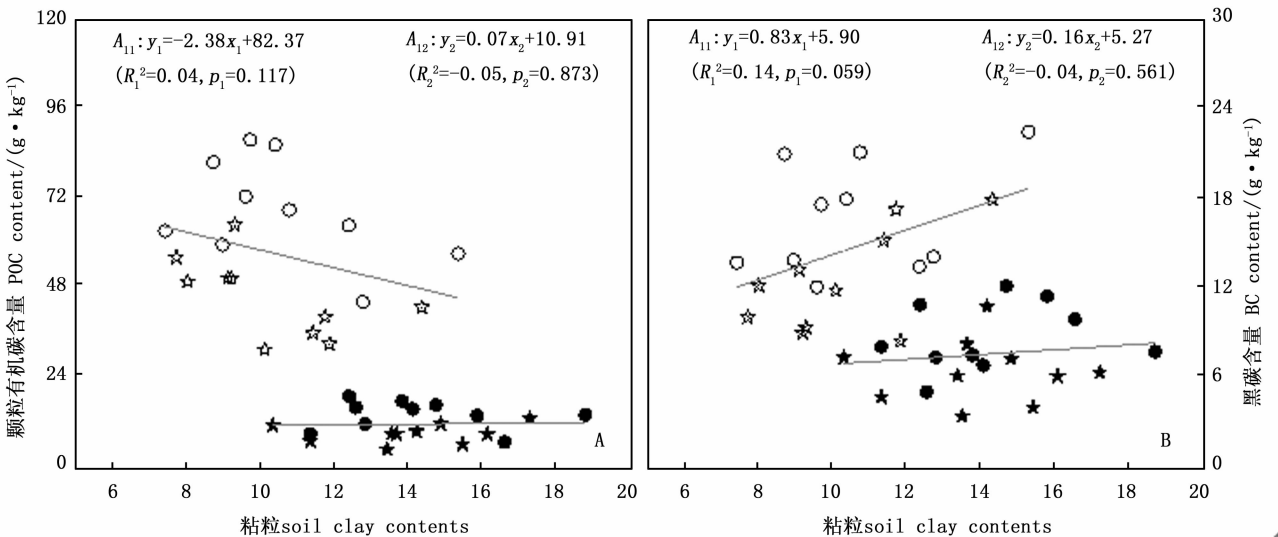 120
96
72
48
24
0
颗粒有机碳含量 POC content/(g·kg⁻¹)
A₁₁:y₁=-2.38x₁+82.37
(R₁²=0.04,p₁=0.117)
A₁₂:y₂=0.07x₂+10.91
(R₂²=-0.05,p₂=0.873)
A
6 8 10 12 14 16 18 20
粘粒soil clay contents
A₁₁:y₁=0.83x₁+5.90
(R₁²=0.14,p₁=0.059)
A₁₂:y₂=0.16x₂+5.27
(R₂²=-0.04,p₂=0.561)
B
6 8 10 12 14 16 18 20
粘粒soil clay contents
30
24
18
12
6
0
黑碳含量 BC content/(g·kg⁻¹)